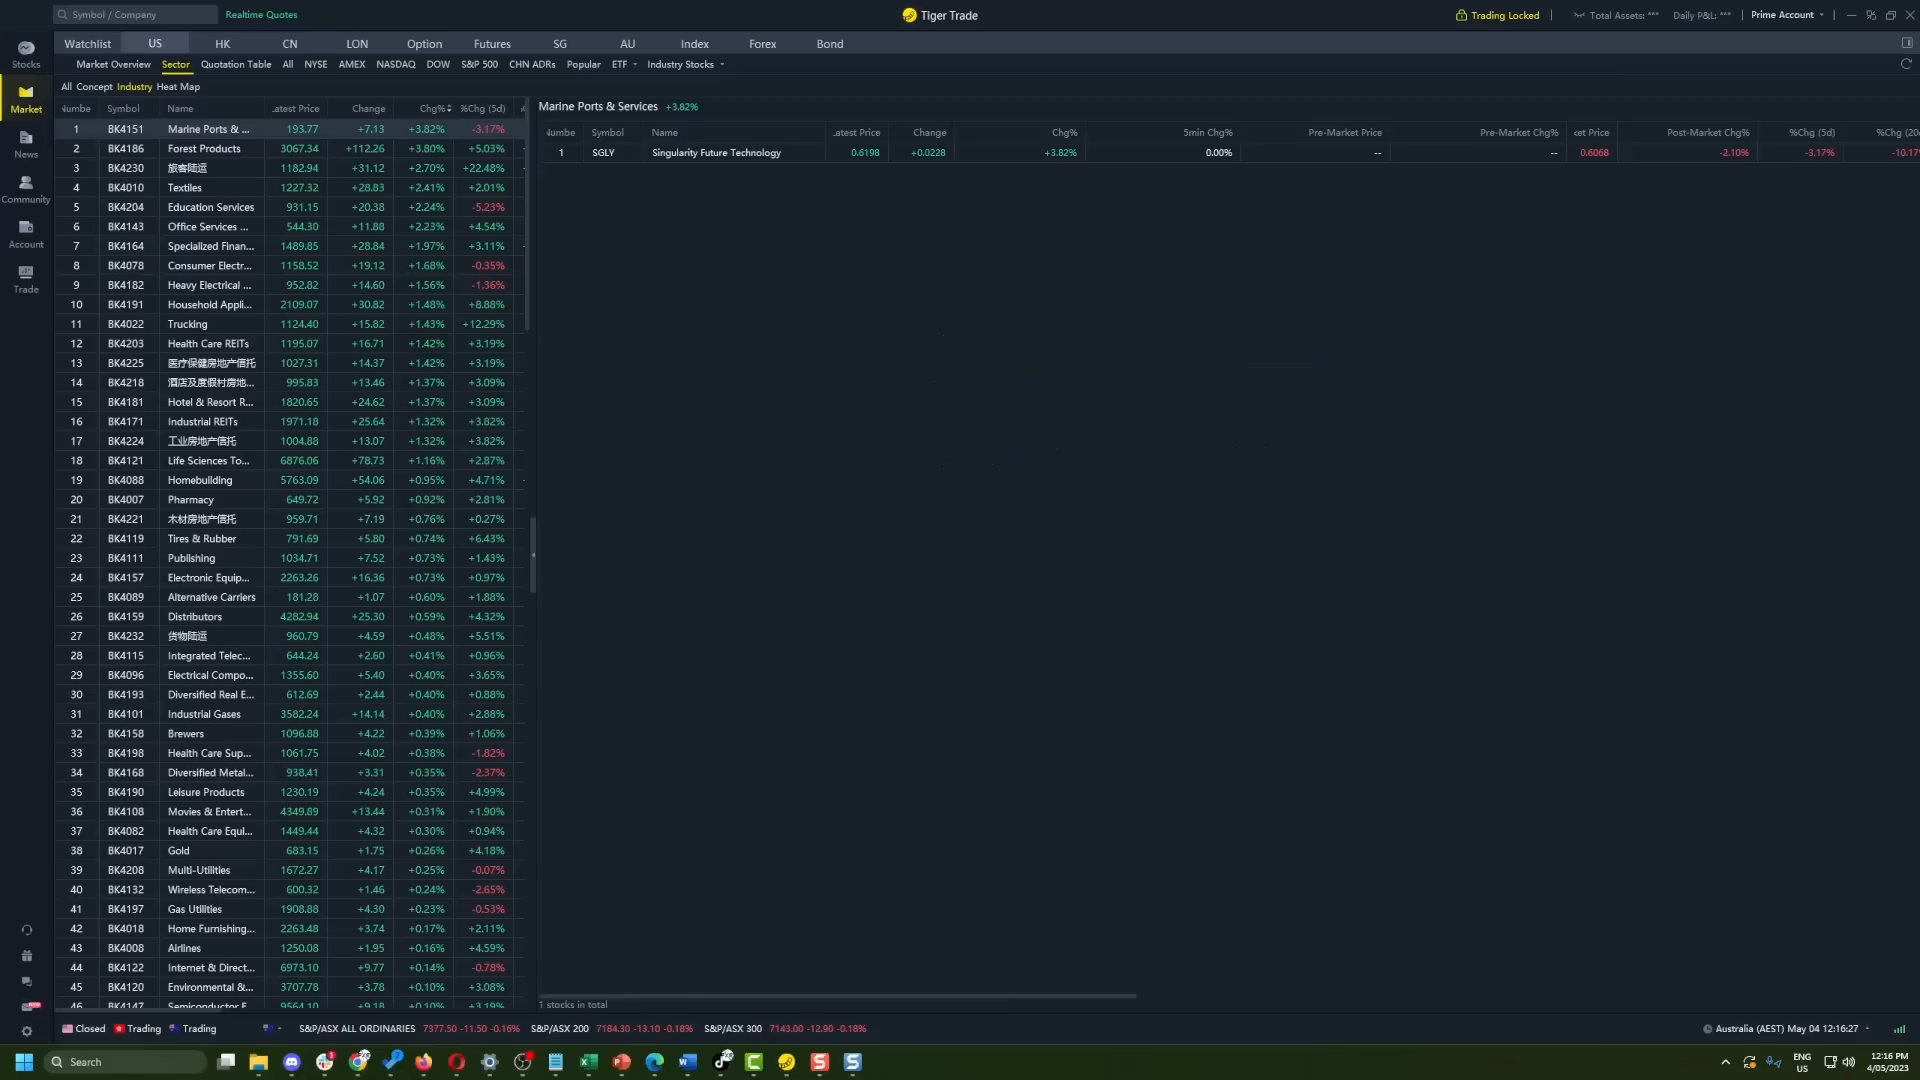 Symbol / Company Realtime Quotes Tiger Trade Trading Locked Total Assets: *** Daily P&L: *** Prime Account
Watchlist US HK CN LON Option Futures SG AU Index Forex Bond
Market Overview Sector Quotation Table All NYSE AMEX NASDAQ DOW S&P 500 CHN ADRs Popular ETF Industry Stocks
All Concept Industry Heat Map
Stocks
Market
News
Community
Account
Trade
Symbol Name atest Price Change Chg% %Chg (5d)
1 BK4151 Marine Ports & ... 193.77 +7.13 +3.82% -3.17%
2 BK4186 Forest Products 3067.34 +112.26 +3.80% +5.03%
3 BK4230 旅客陆运 1182.94 +31.12 +2.70% +22.48%
4 BK4010 Textiles 1227.32 +28.83 +2.41% +2.01%
5 BK4204 Education Services 931.15 +20.38 +2.24% -5.23%
6 BK4143 Office Services ... 544.30 +11.88 +2.23% +4.54%
7 BK4164 Specialized Finan... 1489.85 +28.84 +1.97% +3.11%
8 BK4078 Consumer Electr... 1158.52 +19.12 +1.68% -0.35%
9 BK4182 Heavy Electrical ... 952.82 +14.60 +1.56% -1.36%
10 BK4191 Household Appli... 2109.07 +30.82 +1.48% +8.88%
11 BK4022 Trucking 1124.40 +15.82 +1.43% +12.29%
12 BK4203 Health Care REITs 1195.07 +16.71 +1.42% +3.19%
13 BK4225 医疗保健房地产信托 1027.31 +14.37 +1.42% +3.19%
14 BK4218 酒店及度假村房地... 995.83 +13.46 +1.37% +3.09%
15 BK4181 Hotel & Resort R... 1820.65 +24.62 +1.37% +3.09%
16 BK4171 Industrial REITs 1971.18 +25.64 +1.32% +3.82%
17 BK4224 工业房地产信托 1004.88 +13.07 +1.32% +3.82%
18 BK4121 Life Sciences To... 6876.06 +78.73 +1.16% +2.87%
19 BK4088 Homebuilding 5763.09 +54.06 +0.95% +4.71%
20 BK4007 Pharmacy 649.72 +5.92 +0.92% +2.81%
21 BK4221 木材房地产信托 959.71 +7.19 +0.76% +0.27%
22 BK4119 Tires & Rubber 791.69 +5.80 +0.74% +6.43%
23 BK4111 Publishing 1034.71 +7.52 +0.73% +1.43%
24 BK4157 Electronic Equip... 2263.26 +16.36 +0.73% +0.97%
25 BK4089 Alternative Carriers 181.28 +1.07 +0.60% +1.88%
26 BK4159 Distributors 4282.94 +25.30 +0.59% +4.32%
27 BK4232 货物陆运 960.79 +4.59 +0.48% +5.51%
28 BK4115 Integrated Telec... 644.24 +2.60 +0.41% +0.96%
29 BK4096 Electrical Compo... 1355.60 +5.40 +0.40% +3.65%
30 BK4193 Diversified Real E... 612.69 +2.44 +0.40% +0.88%
31 BK4101 Industrial Gases 3582.24 +14.14 +0.40% +2.88%
32 BK4158 Brewers 1096.88 +4.22 +0.39% +1.06%
33 BK4198 Health Care Sup... 1061.75 +4.02 +0.38% -1.82%
34 BK4168 Diversified Metal... 938.41 +3.31 +0.35% -2.37%
35 BK4190 Leisure Products 1230.19 +4.24 +0.35% +4.99%
36 BK4108 Movies & Entert... 4349.89 +13.44 +0.31% +1.90%
37 BK4082 Health Care Equi... 1449.44 +4.32 +0.30% +0.94%
38 BK4017 Gold 683.15 +1.75 +0.26% +4.18%
39 BK4208 Multi-Utilities 1672.27 +4.17 +0.25% -0.07%
40 BK4132 Wireless Telecom... 600.32 +1.46 +0.24% -2.65%
41 BK4197 Gas Utilities 1908.88 +4.30 +0.23% -0.53%
42 BK4018 Home Furnishing... 2263.48 +3.74 +0.17% +2.11%
43 BK4008 Airlines 1250.08 +1.95 +0.16% +4.59%
44 BK4122 Internet & Direct... 6973.10 +9.77 +0.14% -0.78%
45 BK4120 Environmental &... 3707.78 +3.78 +0.10% +3.08%
46 BK4147 Semiconductor E... 9564.10 +9.18 +0.10% +3.19%
Marine Ports & Services +3.82%
Symbol Name atest Price Change Chg% 5min Chg% Pre-Market Price Pre-Market Chg% ket Price Post-Market Chg% %Chg (5d) %Chg (20
1 SGLY Singularity Future Technology 0.6198 +0.0228 +3.82% 0.00% -- -- 0.6068 -2.10% -3.17% -10.17
1 stocks in total
Closed Trading Trading S&P/ASX ALL ORDINARIES 7377.50 -11.50 -0.16% S&P/ASX 200 7184.30 -13.10 -0.18% S&P/ASX 300 7143.00 -12.90 -0.18% Australia (AEST) May 04 12:16:27
Search ENG US 12:16 PM 4/05/2023